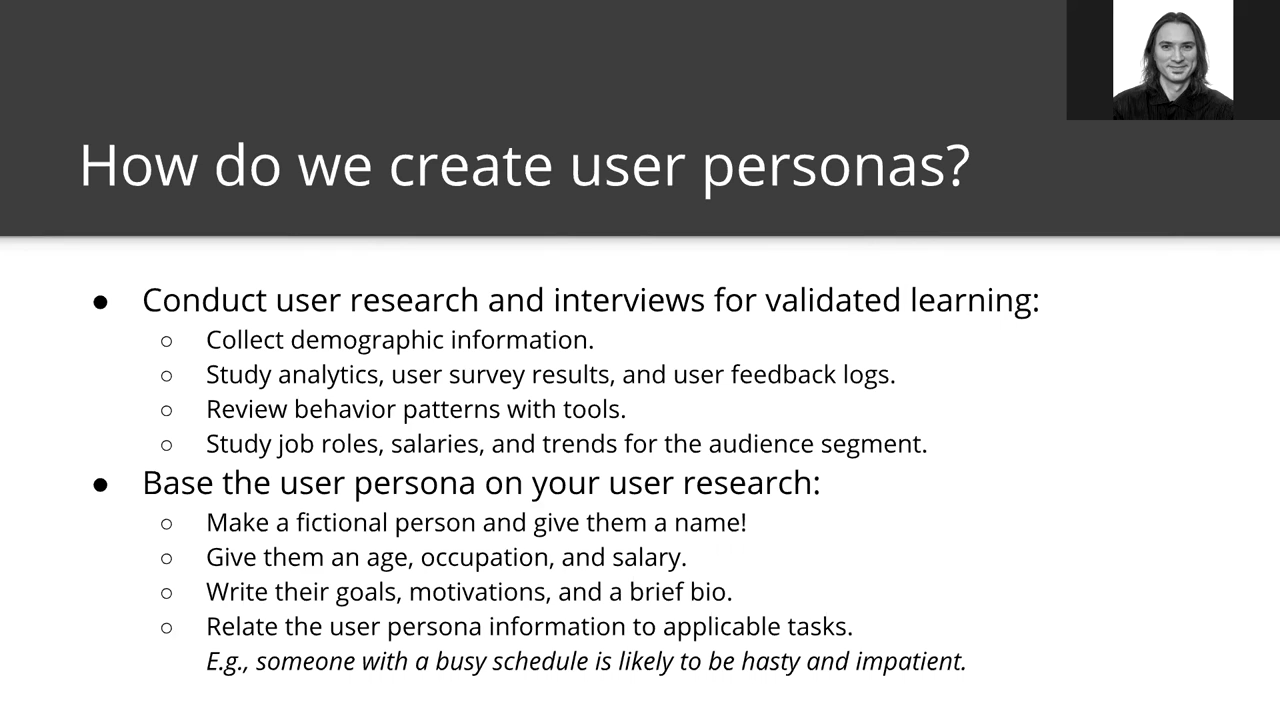 How do we create user personas?
● Conduct user research and interviews for validated learning:
○ Collect demographic information.
○ Study analytics, user survey results, and user feedback logs.
○ Review behavior patterns with tools.
○ Study job roles, salaries, and trends for the audience segment.
● Base the user persona on your user research:
○ Make a fictional person and give them a name!
○ Give them an age, occupation, and salary.
○ Write their goals, motivations, and a brief bio.
○ Relate the user persona information to applicable tasks.
E.g., someone with a busy schedule is likely to be hasty and impatient.